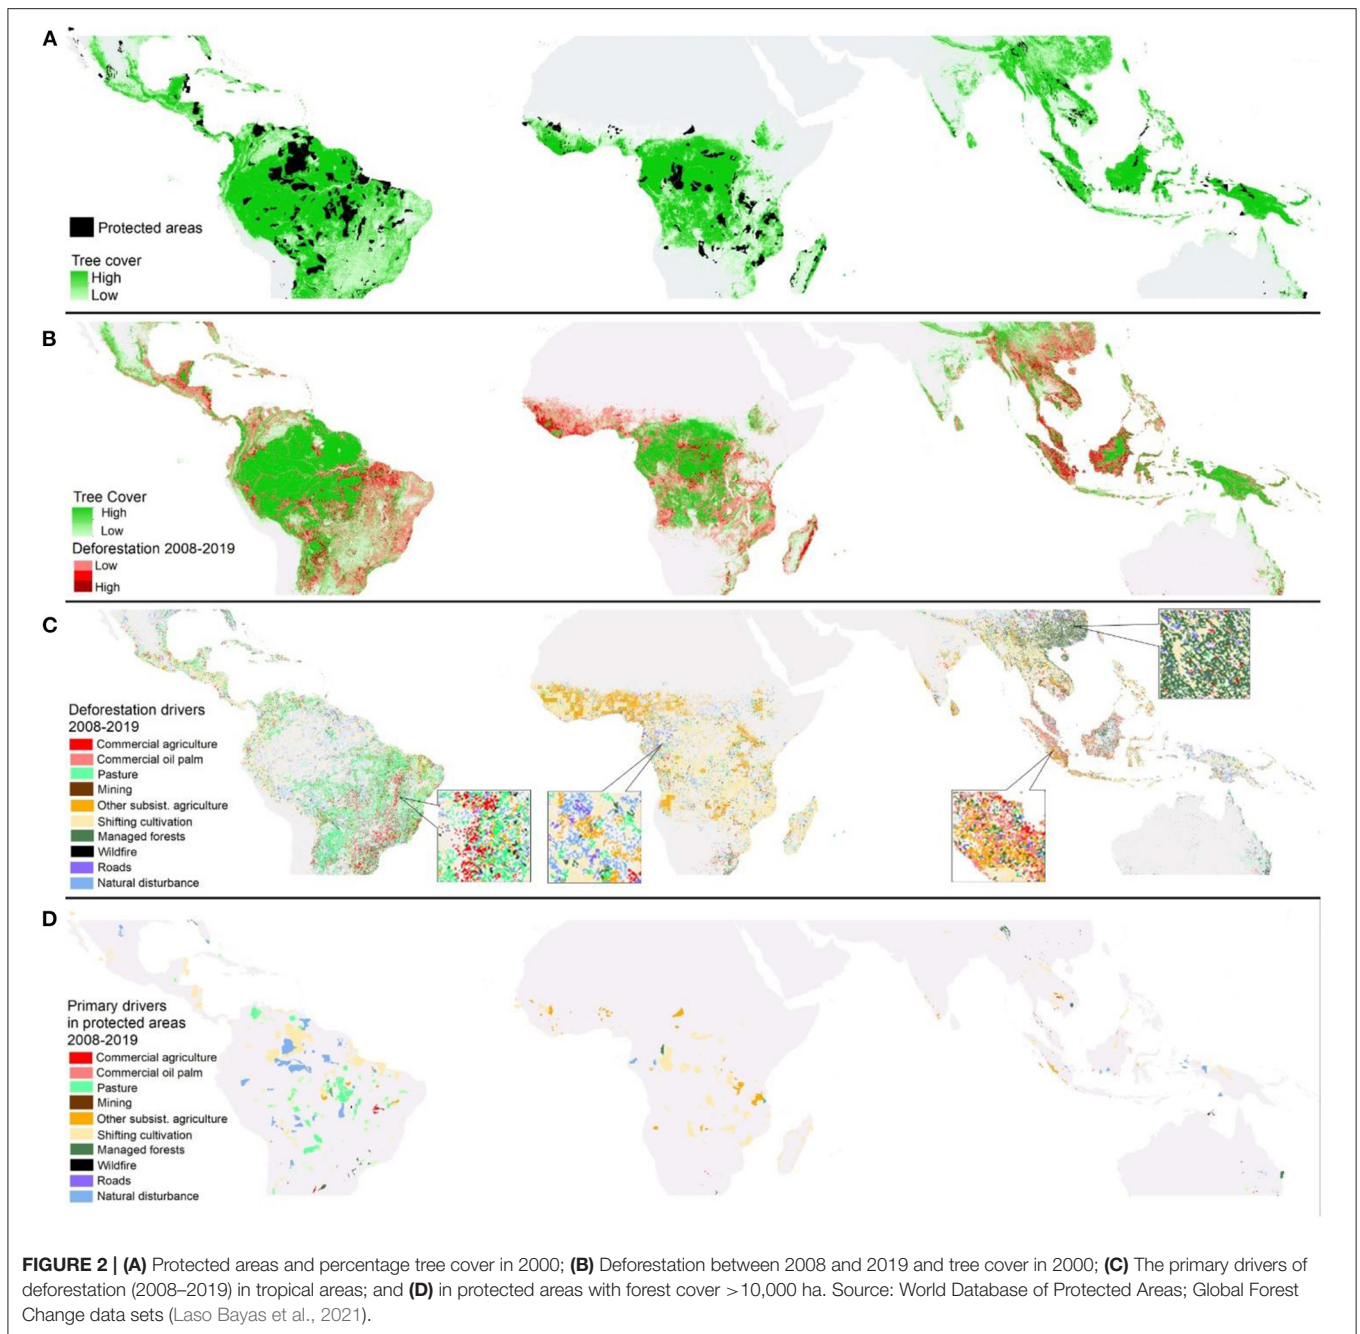 A
Protected areas
Tree cover
High
Low
B
Tree Cover
High
Low
Deforestation 2008-2019
Low
High
C
Deforestation drivers
2008-2019
Commercial agriculture
Commercial oil palm
Pasture
Mining
Other subsist. agriculture
Shifting cultivation
Managed forests
Wildfire
Roads
Natural disturbance
D
Primary drivers
in protected areas
2008-2019
Commercial agriculture
Commercial oil palm
Pasture
Mining
Other subsist. agriculture
Shifting cultivation
Managed forests
Wildfire
Roads
Natural disturbance
FIGURE 2 | (A) Protected areas and percentage tree cover in 2000; (B) Deforestation between 2008 and 2019 and tree cover in 2000; (C) The primary drivers of
deforestation (2008–2019) in tropical areas; and (D) in protected areas with forest cover >10,000 ha. Source: World Database of Protected Areas; Global Forest
Change data sets (Laso Bayas et al., 2021).